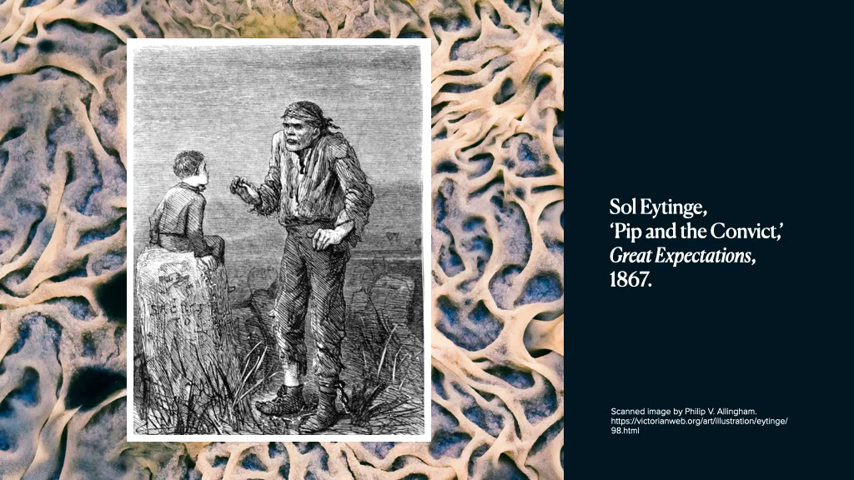 Sol Eytinge,
‘Pip and the Convict,’
Great Expectations,
1867.
Scanned image by Philip V. Allingham.
https://victorianweb.org/art/illustration/eytinge/
98.html